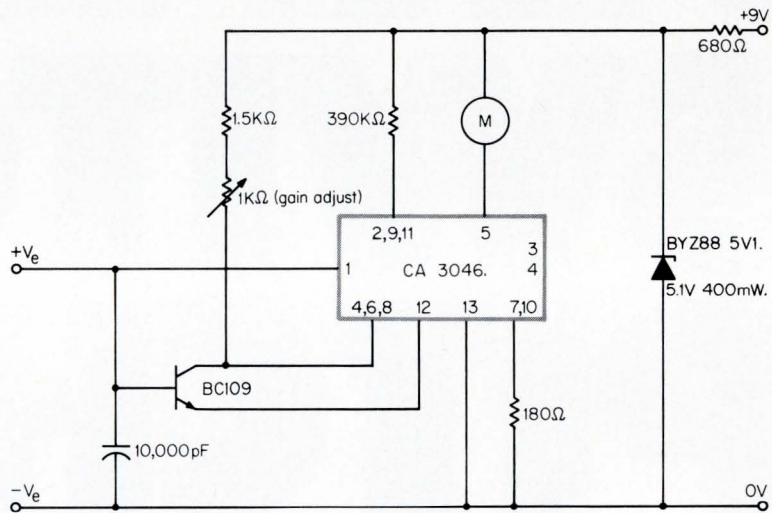 +9V
680Ω
1.5KΩ
390KΩ
M
1KΩ (gain adjust)
2,9,11
5
3
BYZ88 5V1.
+Ve
1
CA 3046.
4
5.1V 400mW.
4,6,8
12
13
7,10
BC109
180Ω
10,000pF
-Ve
0V